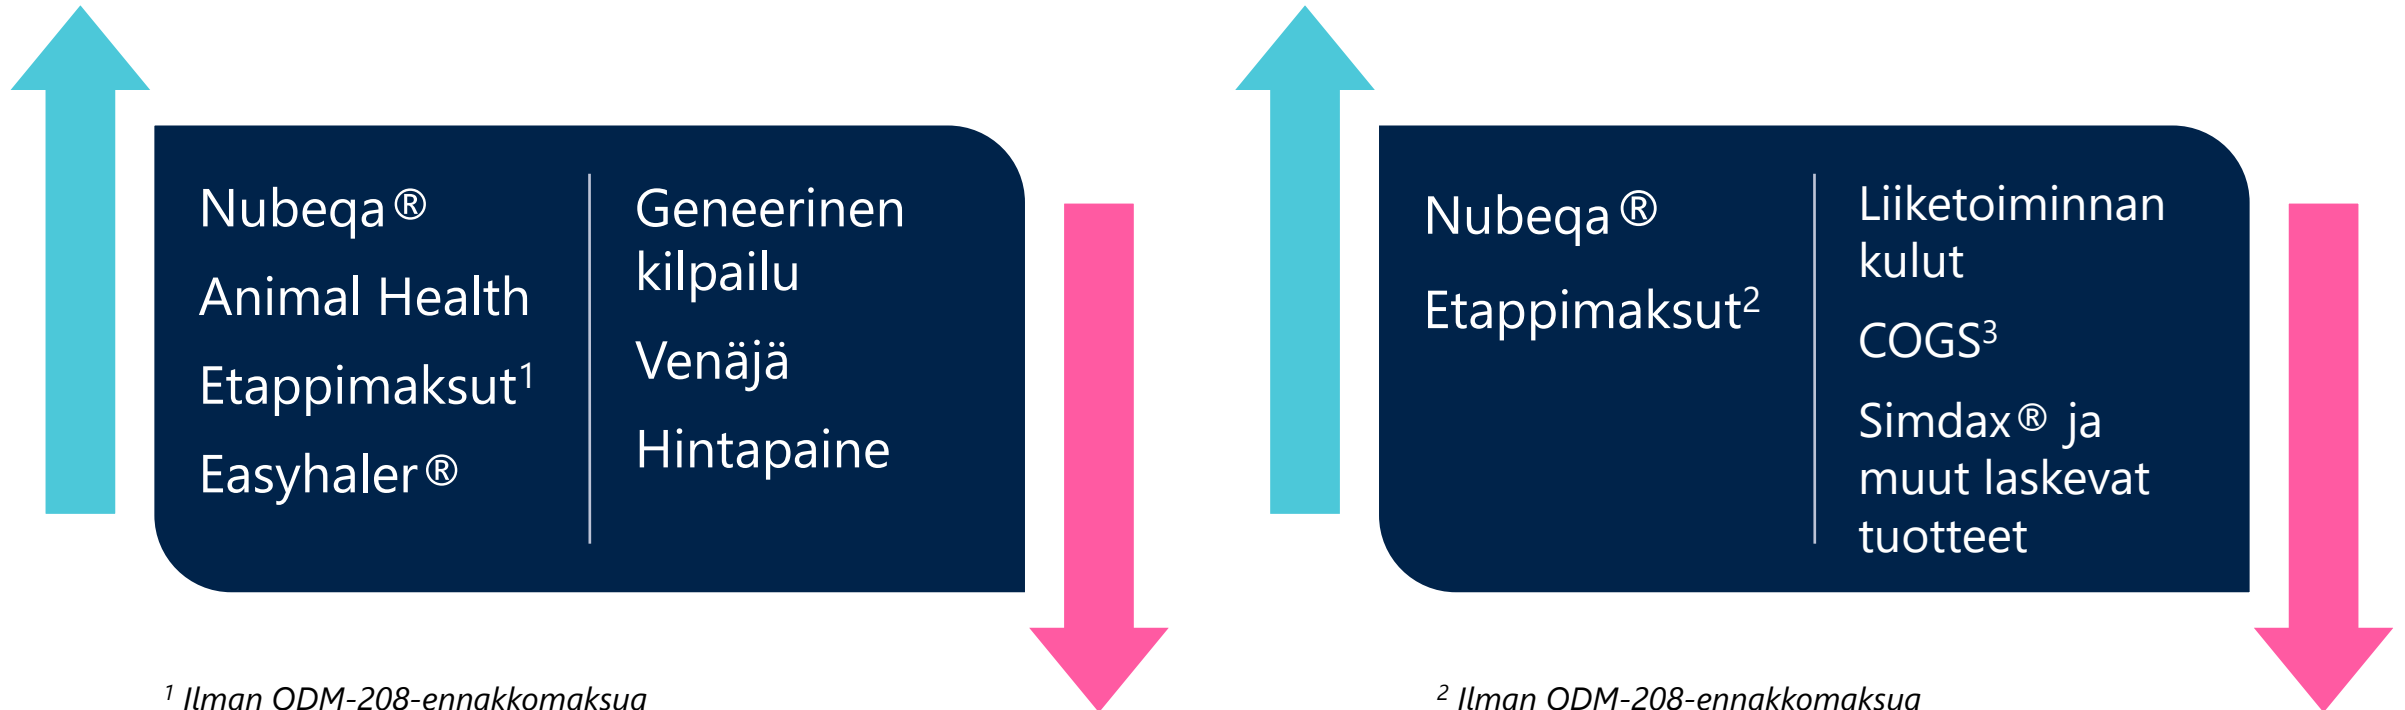 Nubeqa®
Animal Health
Etappimaksut¹
Easyhaler®
Geneerinen
kilpailu
Venäjä
Hintapaine
¹ Ilman ODM-208-ennakkomaksua
Nubeqa®
Etappimaksut²
Liiketoiminnan
kulut
COGS³
Simdax® ja
muut laskevat
tuotteet
² Ilman ODM-208-ennakkomaksua